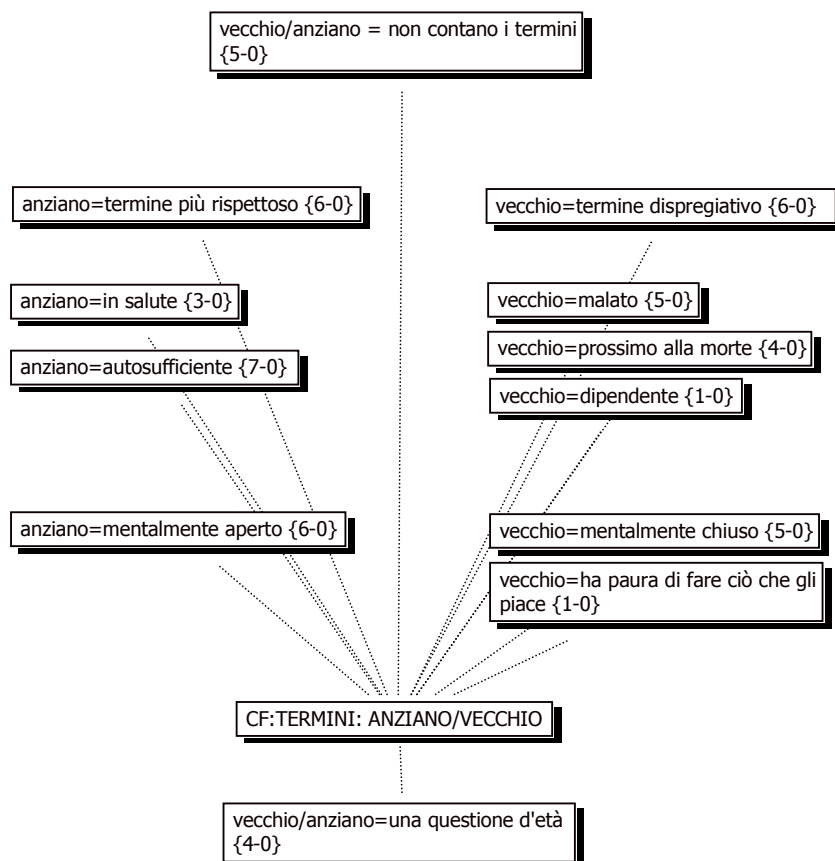 vecchio/anziano = non contano i termini
{5-0}
anziano=termine più rispettoso {6-0}
vecchio=termine dispregiativo {6-0}
anziano=in salute {3-0}
vecchio=malato {5-0}
anziano=autosufficiente {7-0}
vecchio=prossimo alla morte {4-0}
vecchio=dipendente {1-0}
anziano=mentalmente aperto {6-0}
vecchio=mentalmente chiuso {5-0}
vecchio=ha paura di fare ciò che gli
piace {1-0}
CF:TERMINI: ANZIANO/VECCHIO
vecchio/anziano=una questione d'età
{4-0}